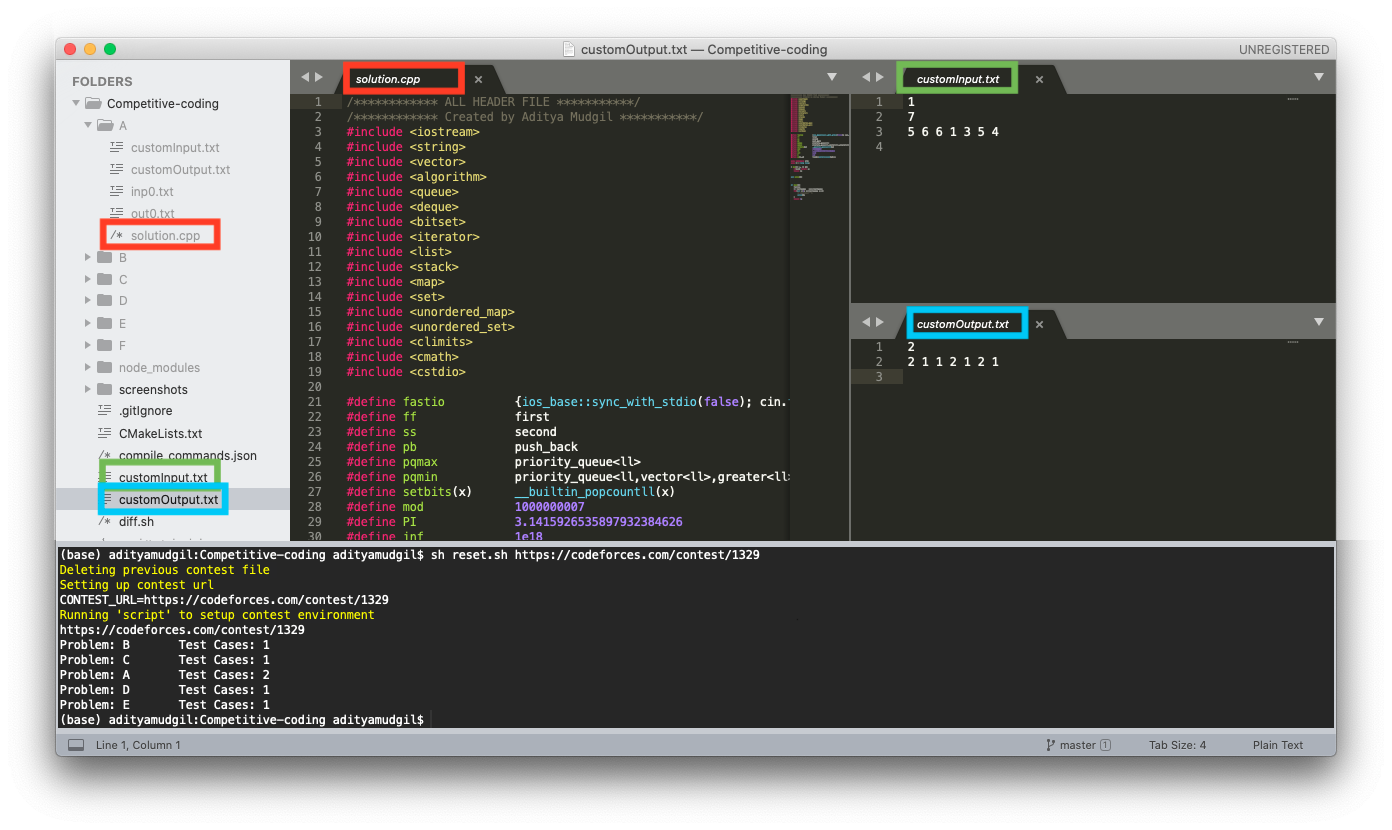 customOutput.txt — Competitive-coding
UNREGISTERED
FOLDERS
Competitive-coding
A
customInput.txt
customOutput.txt
inp0.txt
out0.txt
/* solution.cpp
B
C
D
E
F
node_modules
screenshots
.gitIgnore
CMakeLists.txt
/* compile_commands.json
customInput.txt
customOutput.txt
/* diff.sh
solution.cpp ×
1 /************ ALL HEADER FILE ***********/
2 /************ Created by Aditya Mudgil ***********/
3 #include <iostream>
4 #include <string>
5 #include <vector>
6 #include <algorithm>
7 #include <queue>
8 #include <deque>
9 #include <bitset>
10 #include <iterator>
11 #include <list>
12 #include <stack>
13 #include <map>
14 #include <set>
15 #include <unordered_map>
16 #include <unordered_set>
17 #include <climits>
18 #include <cmath>
19 #include <cstdio>
20
21 #define fastio {ios_base::sync_with_stdio(false); cin.
22 #define ff first
23 #define ss second
24 #define pb push_back
25 #define pqmax priority_queue<ll>
26 #define pqmin priority_queue<ll,vector<ll>,greater<ll>
27 #define setbits(x) __builtin_popcountll(x)
28 #define mod 1000000007
29 #define PI 3.1415926535897932384626
30 #define inf 1e18
customInput.txt ×
1 1
2 7
3 5 6 6 1 3 5 4
4
customOutput.txt ×
1 2
2 2 1 1 2 1 2 1
3
(base) adityamudgil:Competitive-coding adityamudgil$ sh reset.sh https://codeforces.com/contest/1329
Deleting previous contest file
Setting up contest url
CONTEST_URL=https://codeforces.com/contest/1329
Running 'script' to setup contest environment
https://codeforces.com/contest/1329
Problem: B Test Cases: 1
Problem: C Test Cases: 1
Problem: A Test Cases: 2
Problem: D Test Cases: 1
Problem: E Test Cases: 1
(base) adityamudgil:Competitive-coding adityamudgil$
Line 1, Column 1
master 1
Tab Size: 4
Plain Text